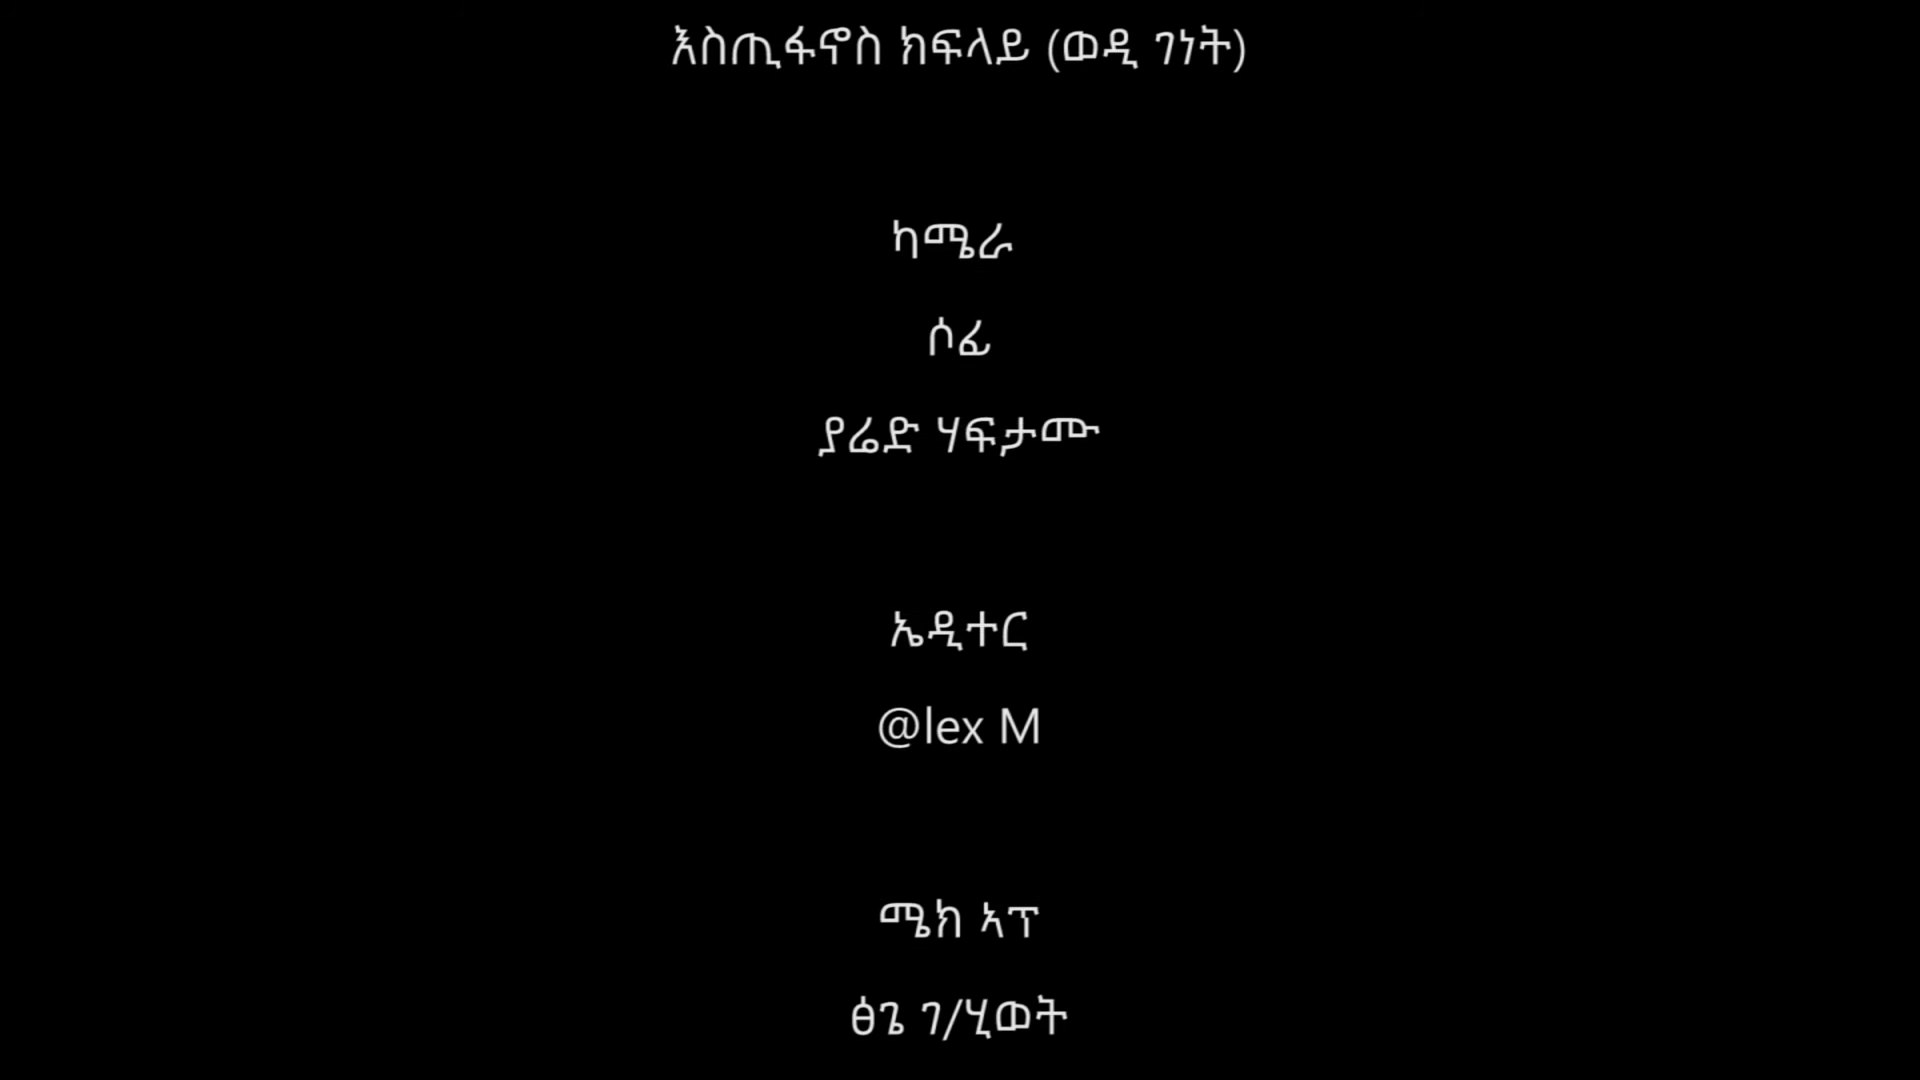 እስጢፋኖስ ክፍላይ (ወዲ ገነት)
ካሜራ
ሶፊ
ያሬድ ሃፍታሙ
ኤዲተር
@lex M
ሜክ ኣፕ
ፅጌ ገ/ሂወት